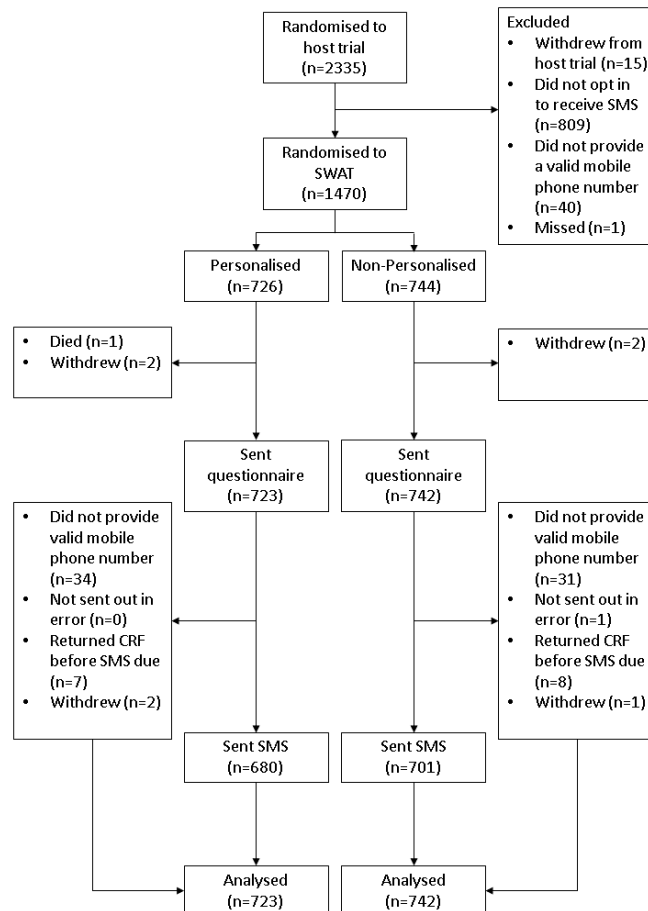 Randomised to
host trial
(n=2335)
Excluded
• Withdrew from
host trial (n=15)
• Did not opt in
to receive SMS
(n=809)
• Did not provide
a valid mobile
phone number
(n=40)
• Missed (n=1)
Randomised to
SWAT
(n=1470)
Personalised
(n=726)
Non-Personalised
(n=744)
• Died (n=1)
• Withdrew (n=2)
• Withdrew (n=2)
Sent
questionnaire
(n=723)
Sent
questionnaire
(n=742)
• Did not provide
valid mobile
phone number
(n=34)
• Not sent out in
error (n=0)
• Returned CRF
before SMS due
(n=7)
• Withdrew (n=2)
• Did not provide
valid mobile
phone number
(n=31)
• Not sent out in
error (n=1)
• Returned CRF
before SMS due
(n=8)
• Withdrew (n=1)
Sent SMS
(n=680)
Sent SMS
(n=701)
Analysed
(n=723)
Analysed
(n=742)